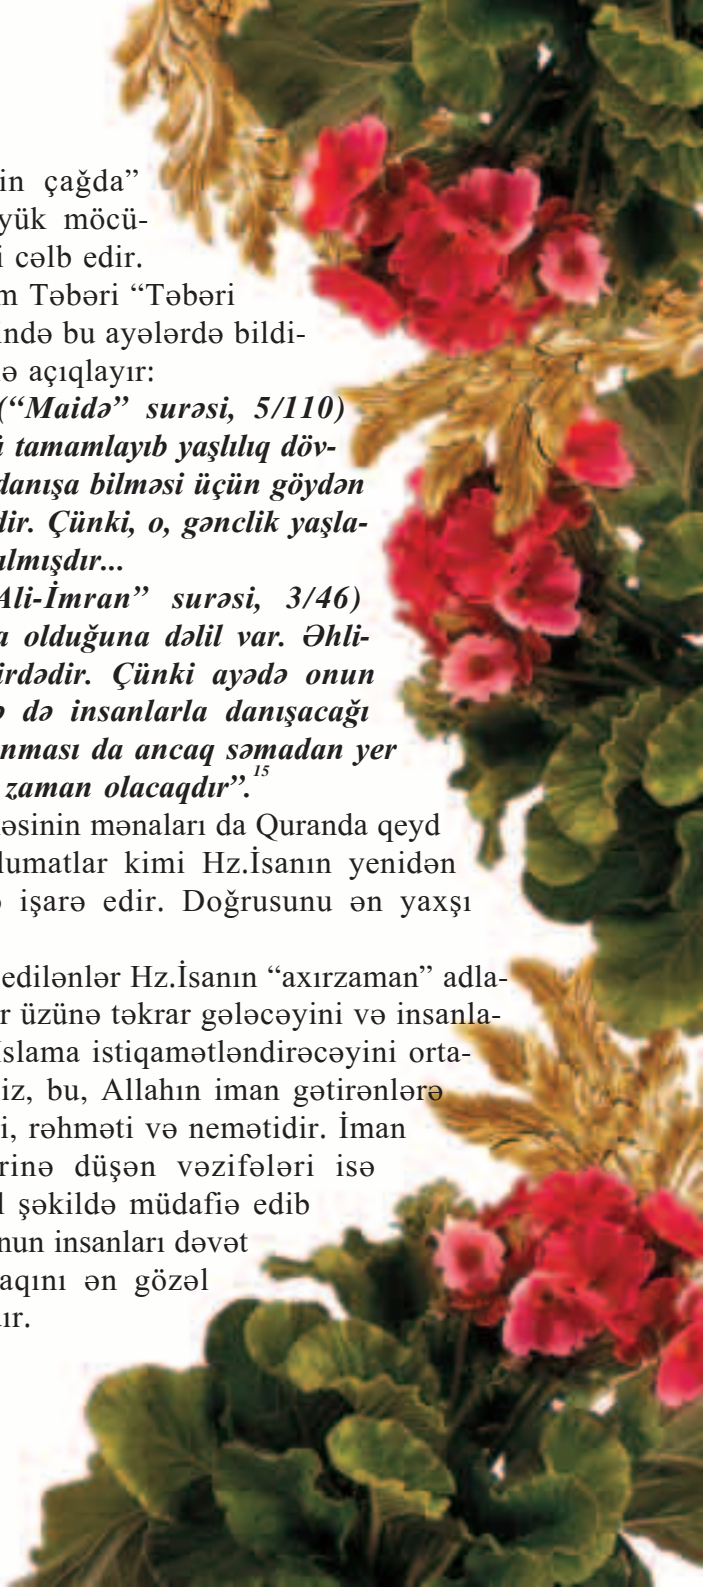 in çağda”
yük möcü-
i cəlb edir.
m Təbəri “Təbəri
ində bu ayələrdə bildi-
ə açıqlayır:
(“Maidə” surəsi, 5/110)
i tamamlayıb yaşlılıq döv-
danışa bilməsi üçün göydən
dir. Çünki, o, gənclik yaşla-
lmışdır...
Ali-İmran” surəsi, 3/46)
a olduğuna dəlil var. Əhli-
irdədir. Çünki ayədə onun
də insanlarla danışacağı
nması da ancaq səmadan yer
zaman olacaqdır”.15
əsinin mənaları da Quranda qeyd
lumatlar kimi Hz.İsanın yenidən
işarə edir. Doğrusunu ən yaxşı
edilənlər Hz.İsanın “axırzaman” adla-
r üzünə təkrar gələcəyini və insanla-
İslama istiqamətləndirəcəyini orta-
iz, bu, Allahın iman gətirənlərə
i, rəhməti və nemətidir. İman
rinə düşən vəzifələri isə
l şəkildə müdafiə edib
nun insanları dəvət
aqını ən gözəl
ır.